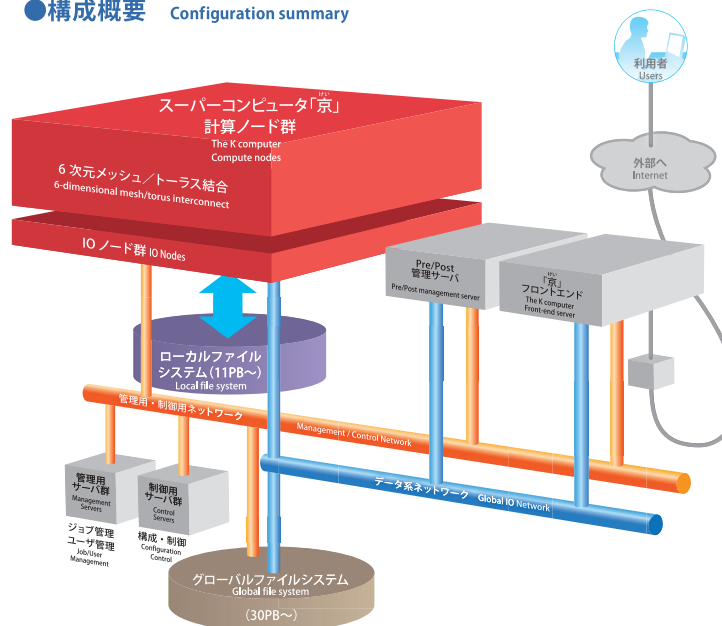 ●構成概要 Configuration summary
利用者
Users
外部へ
Internet
けい
スーパーコンピュータ「京」
計算ノード群
The K computer
Compute nodes
6 次元メッシュ／トーラス結合
6-dimensional mesh/torus interconnect
IO ノード群 IO Nodes
Pre/Post
管理サーバ
Pre/Post management server
けい
「京」
フロントエンド
The K computer
Front-end server
ローカルファイル
システム(11PB〜)
Local file system
管理用・制御用ネットワーク
Management / Control Network
データ系ネットワーク Global IO Network
管理用
サーバ群
Management
Servers
ジョブ管理
ユーザ管理
Job/User
Management
制御用
サーバ群
Control
Servers
構成・制御
Configuration
Control
グローバルファイルシステム
Global file system
(30PB〜)